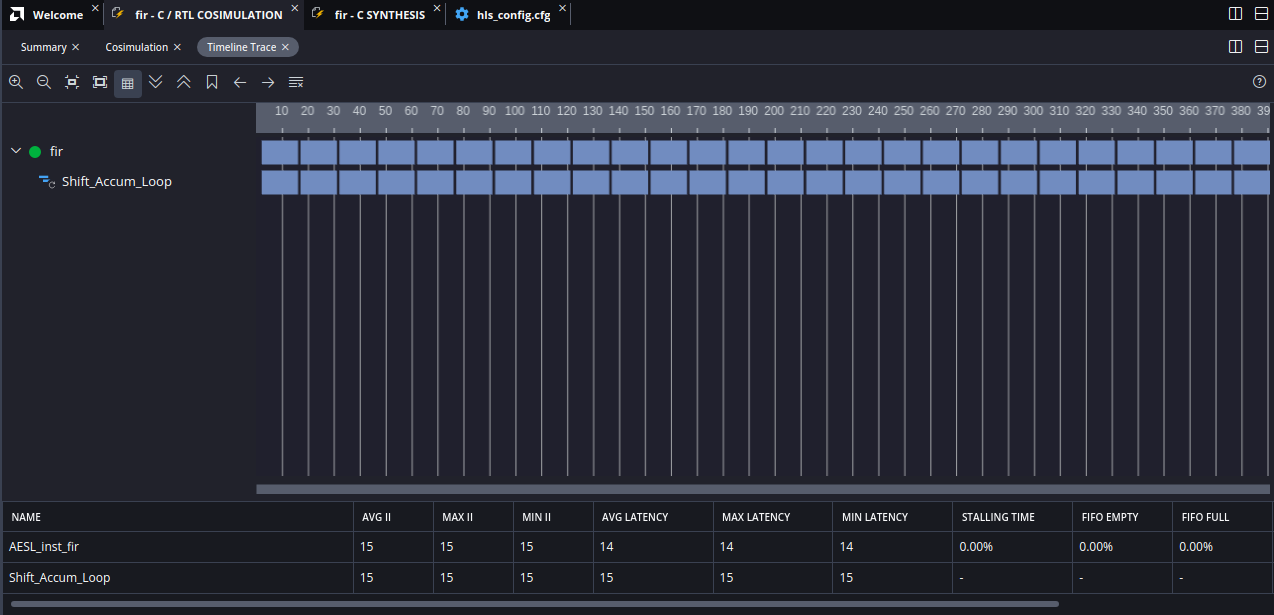 Welcome fir - C / RTL COSIMULATION fir - C SYNTHESIS hls_config.cfg
Summary Cosimulation Timeline Trace
10 20 30 40 50 60 70 80 90 100 110 120 130 140 150 160 170 180 190 200 210 220 230 240 250 260 270 280 290 300 310 320 330 340 350 360 370 380 39
fir
Shift_Accum_Loop
NAME AVG II MAX II MIN II AVG LATENCY MAX LATENCY MIN LATENCY STALLING TIME FIFO EMPTY FIFO FULL
AESL_inst_fir 15 15 15 14 14 14 0.00% 0.00% 0.00%
Shift_Accum_Loop 15 15 15 15 15 15 - - -